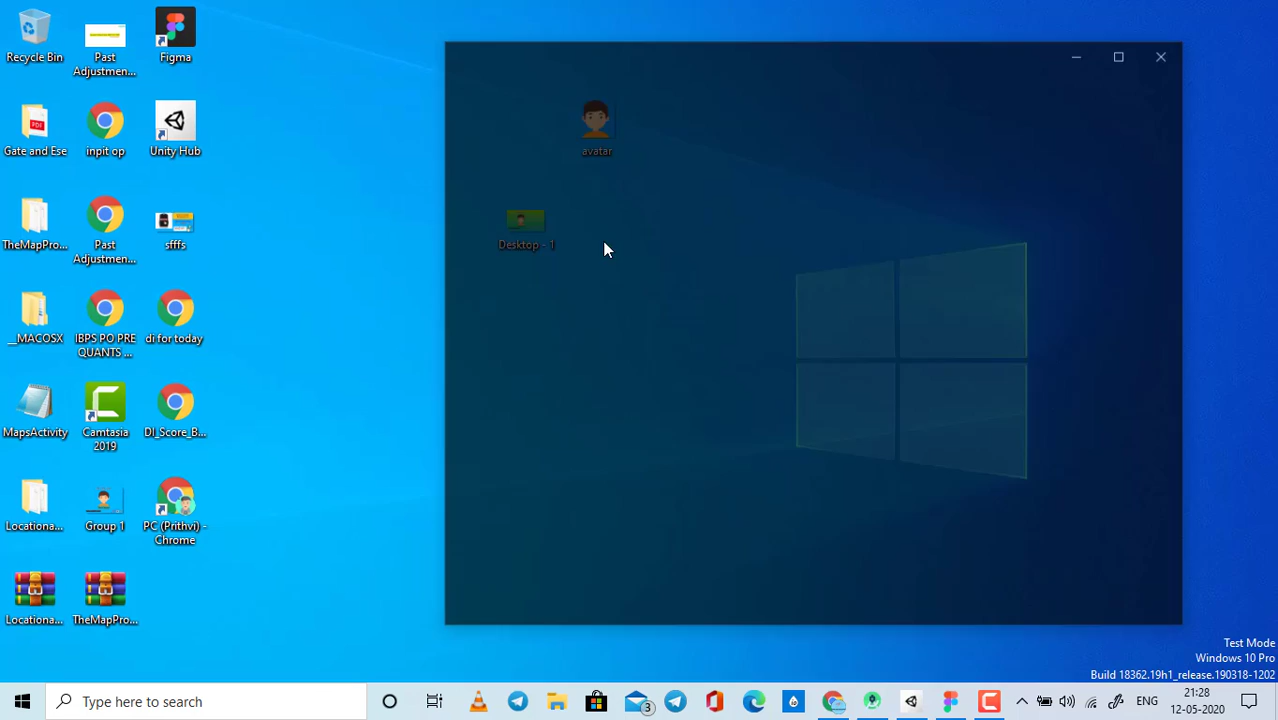 Recycle Bin
Past
Adjustmen...
Figma
Gate and Ese
inpit op
Unity Hub
TheMapPro...
Past
Adjustmen...
sfffs
__MACOSX
IBPS PO PRE
QUANTS ...
di for today
MapsActivity
Camtasia
2019
DI_Score_B...
Locationa...
Group 1
PC (Prithvi) -
Chrome
Locationa...
TheMapPro...
avatar
Desktop - 1
Test Mode
Windows 10 Pro
Build 18362.19h1_release.190318-1202
Type here to search
3
ENG
21:28
12-05-2020